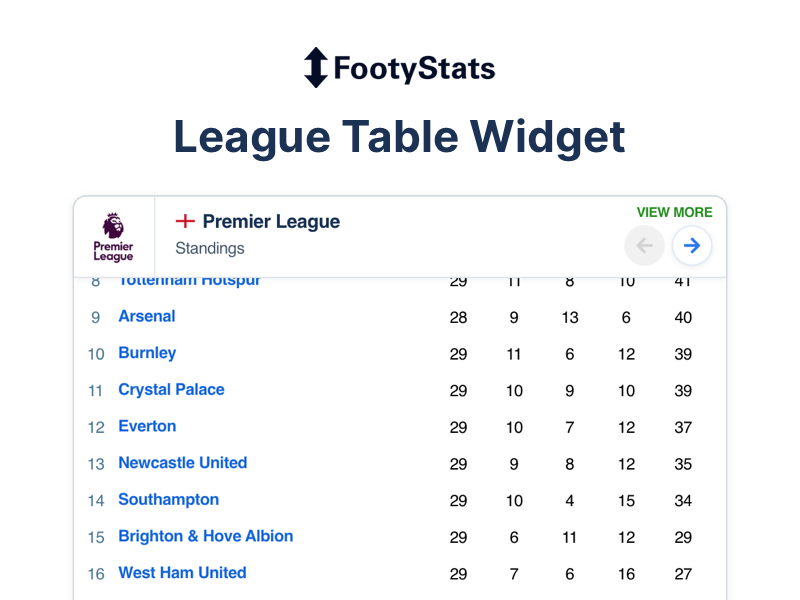 FootyStats
League Table Widget
Premier League
Premier League
Standings
VIEW MORE
8 Tottenham Hotspur 29 11 8 10 41
9 Arsenal 28 9 13 6 40
10 Burnley 29 11 6 12 39
11 Crystal Palace 29 10 9 10 39
12 Everton 29 10 7 12 37
13 Newcastle United 29 9 8 12 35
14 Southampton 29 10 4 15 34
15 Brighton & Hove Albion 29 6 11 12 29
16 West Ham United 29 7 6 16 27